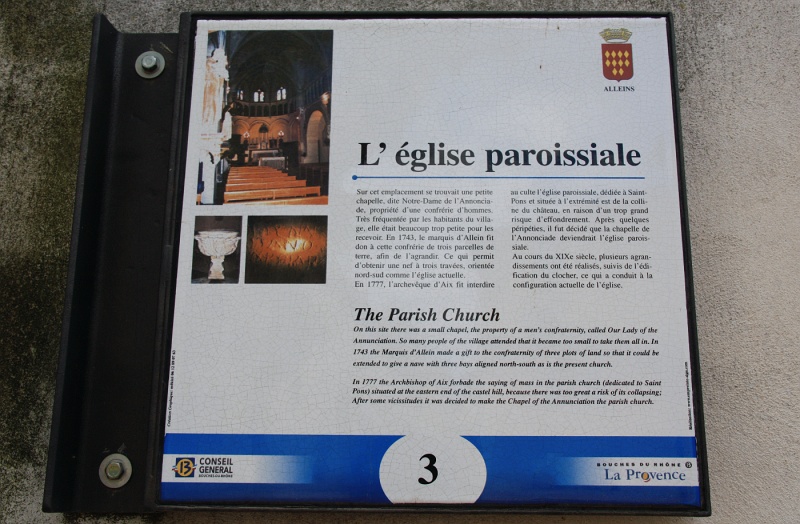 ALLEINS
L' église paroissiale
Sur cet emplacement se trouvait une petite
chapelle, dite Notre-Dame de l'Annoncia-
de, propriété d'une confrérie d'hommes.
Très fréquentée par les habitants du villa-
ge, elle était beaucoup trop petite pour les
recevoir. En 1743, le marquis d'Allein fit
don à cette confrérie de trois parcelles de
terre, afin de l'agrandir. Ce qui permit
d'obtenir une nef à trois travées, orientée
nord-sud comme l'église actuelle.
En 1777, l'archevêque d'Aix fit interdire
au culte l'église paroissiale, dédiée à Saint-
Pons et située à l'extrémité est de la colli-
ne du château, en raison d'un trop grand
risque d'effondrement. Après quelques
péripéties, il fut décidé que la chapelle de
l'Annonciade deviendrait l'église parois-
siale.
Au cours du XIXe siècle, plusieurs agran-
dissements ont été réalisés, suivis de l'édi-
fication du clocher, ce qui a conduit à la
configuration actuelle de l'église.
The Parish Church
On this site there was a small chapel, the property of a men's confraternity, called Our Lady of the
Annunciation. So many people of the village attended that it became too small to take them all in. In
1743 the Marquis d'Allein made a gift to the confraternity of three plots of land so that it could be
extended to give a nave with three bays aligned north-south as is the present church.
In 1777 the Archbishop of Aix forbade the saying of mass in the parish church (dedicated to Saint
Pons) situated at the eastern end of the castel hill, because there was too great a risk of its collapsing;
After some vicissitudes it was decided to make the Chapel of the Annunciation the parish church.
CONSEIL
GENERAL
BOUCHES DU RHÔNE
3
BOUCHES DU RHÔNE
La Provence